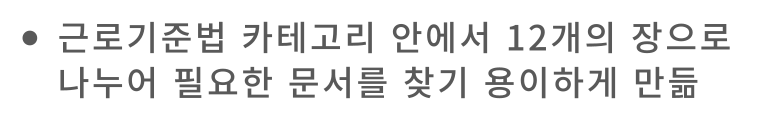 • 근로기준법 카테고리 안에서 12개의 장으로
나누어 필요한 문서를 찾기 용이하게 만듦